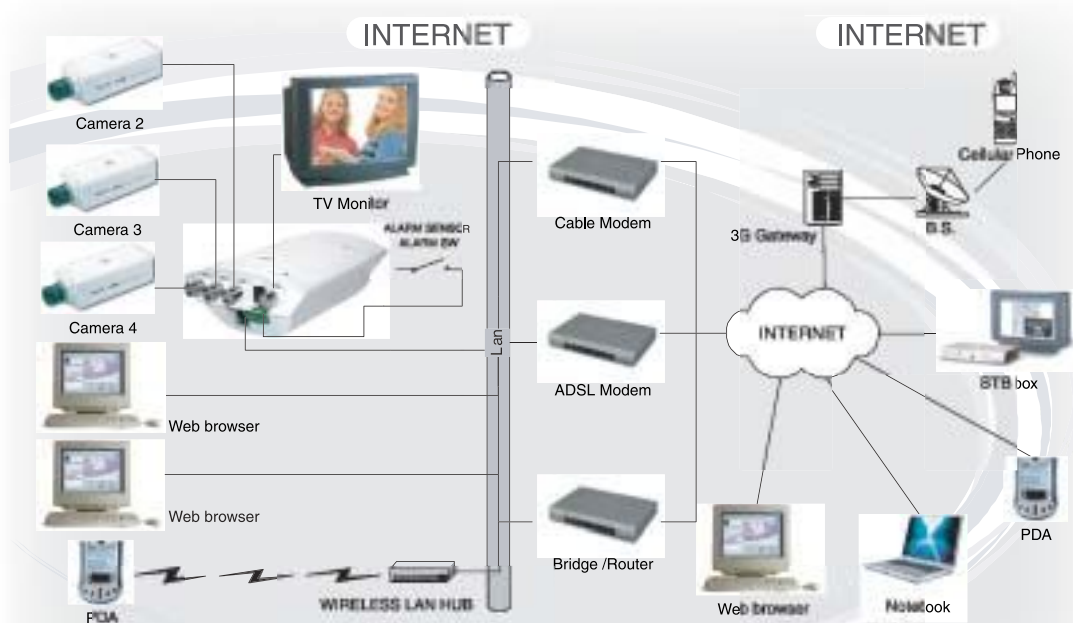 INTERNET
INTERNET
Camera 2
TV Monitor
Cellular Phone
Camera 3
ALARM SENSOR
ALARM SW
Cable Modem
3G Gateway
B.S.
Camera 4
Lan
INTERNET
ADSL Modem
STB box
Web browser
Web browser
PDA
WIRELESS LAN HUB
Bridge /Router
Web browser
Notebook
PDA